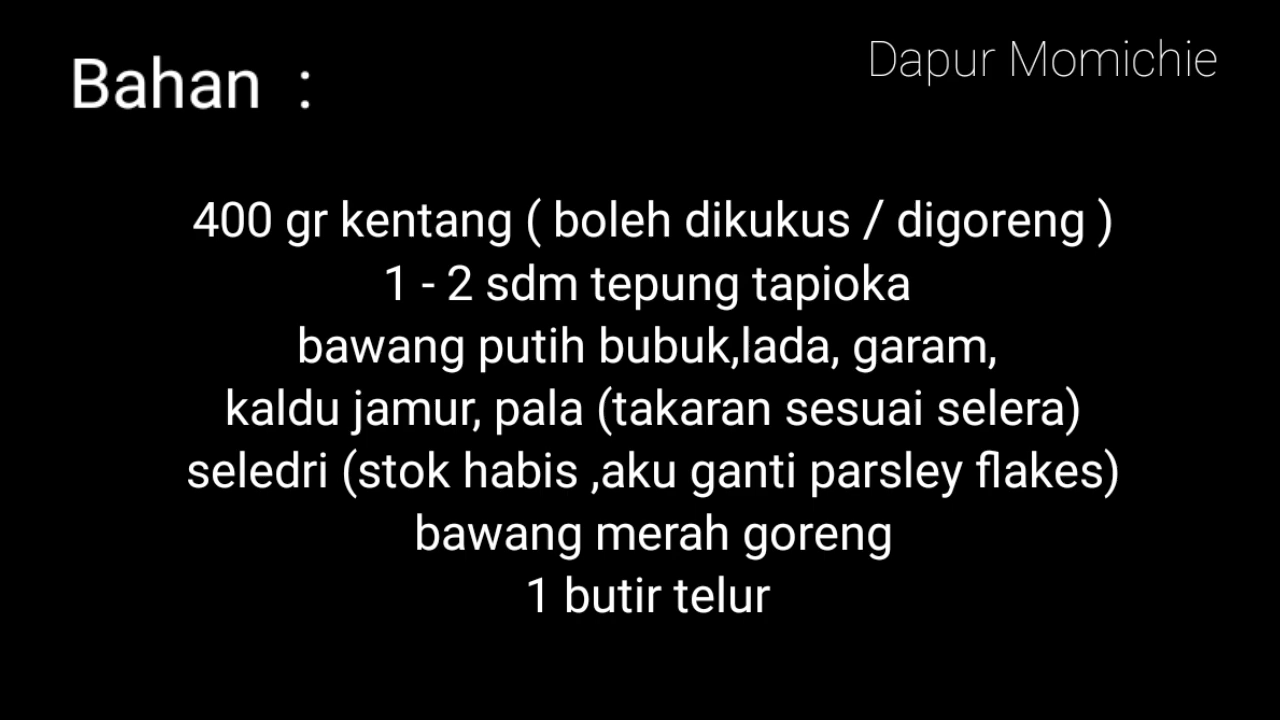 Dapur Momichie
Bahan :
400 gr kentang ( boleh dikukus / digoreng )
1 - 2 sdm tepung tapioka
bawang putih bubuk,lada, garam,
kaldu jamur, pala (takaran sesuai selera)
seledri (stok habis ,aku ganti parsley flakes)
bawang merah goreng
1 butir telur